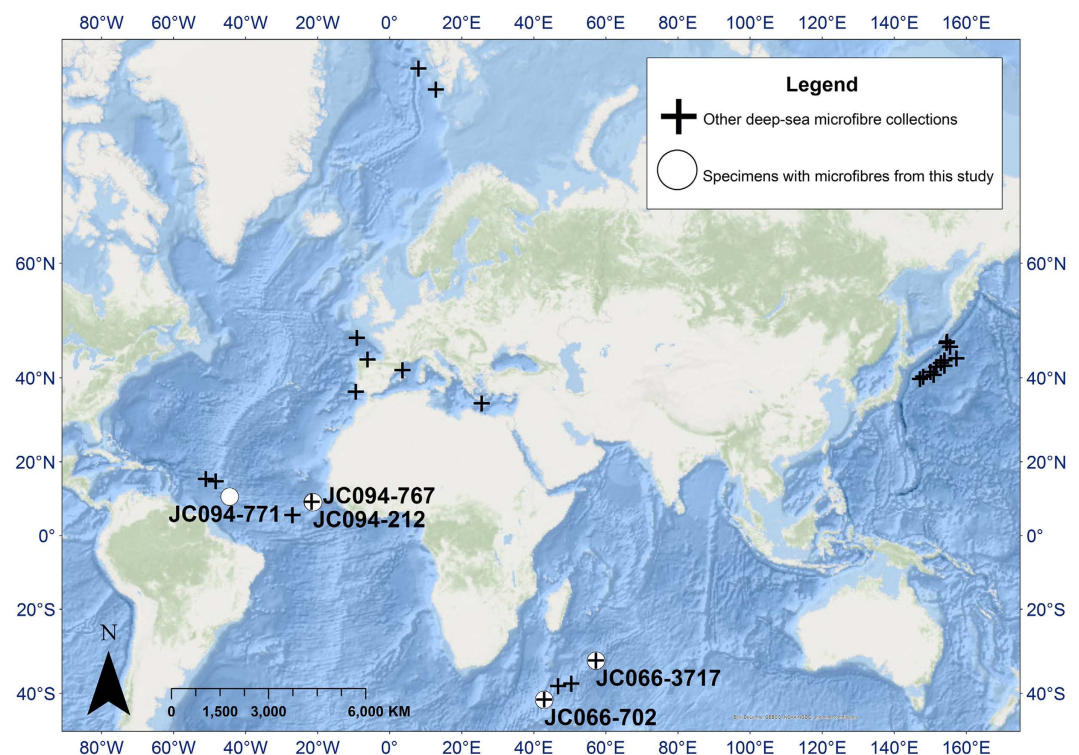 80°W 60°W 40°W 20°W 0° 20°E 40°E 60°E 80°E 100°E 120°E 140°E 160°E
Legend
Other deep-sea microfibre collections
Specimens with microfibres from this study
60°N 60°N
40°N 40°N
20°N 20°N
JC094-767
JC094-771 JC094-212
0° 0°
20°S 20°S
N
JC066-3717
40°S 40°S
0 1,500 3,000 6,000 KM
JC066-702
80°W 60°W 40°W 20°W 0° 20°E 40°E 60°E 80°E 100°E 120°E 140°E 160°E